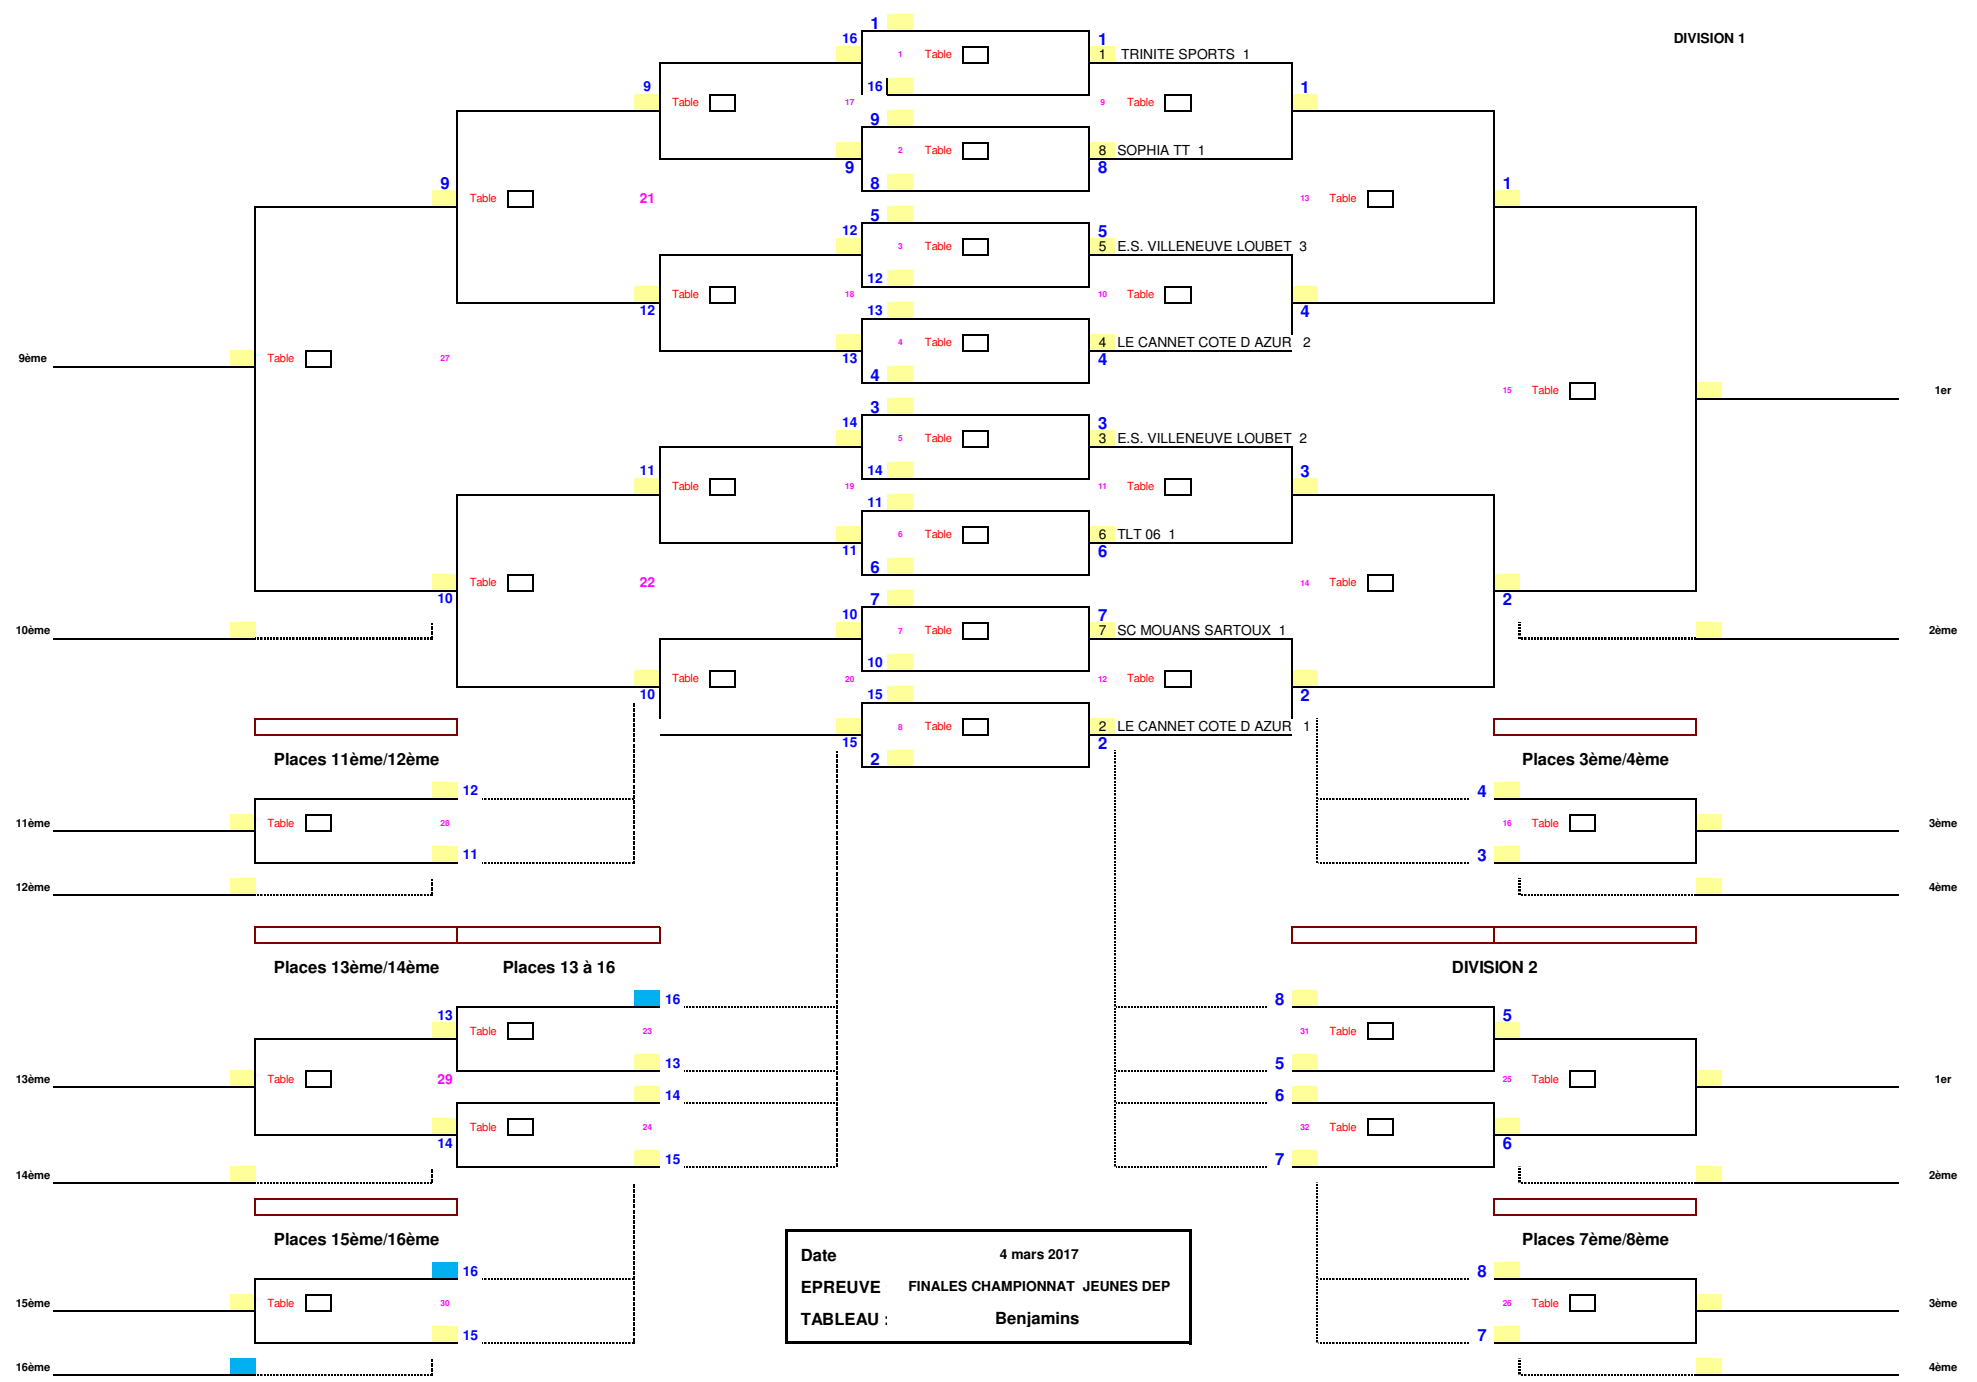 1
16 1 DIVISION 1
1 Table 1 TRINITE SPORTS 1
9 16 1
Table 17 9 Table
9
2 Table 8 SOPHIA TT 1
9 8
9 8 1
Table 21 13 Table
5
12 5
3 Table 5 E.S. VILLENEUVE LOUBET 3
12
Table 18 10 Table
12 13 4
4 Table 4 LE CANNET COTE D AZUR 2
9ème Table 27 13 4
4
15 Table 1er
3
14 3
5 Table 3 E.S. VILLENEUVE LOUBET 2
11 14 3
Table 19 11 Table
11
6 Table 6 TLT 06 1
11 6
6
Table 22 14 Table
10 7 2
10 7
10ème 7 Table 7 SC MOUANS SARTOUX 1 2ème
10
Table 20 12 Table
10 15 2
8 Table 2 LE CANNET COTE D AZUR 1
15 2
Places 11ème/12ème 2 Places 3ème/4ème
12 4
11ème Table 28 16 Table 3ème
11 3
12ème 4ème
Places 13ème/14ème Places 13 à 16 DIVISION 2
16 8
13 5
Table 23 31 Table
13 5
13ème Table 29 25 Table 1er
14 6
Table 24 32 Table
14 6
15 7
14ème 2ème
Places 15ème/16ème Places 7ème/8ème
Date 4 mars 2017
16 8
EPREUVE FINALES CHAMPIONNAT JEUNES DEP
15ème Table 30 26 Table 3ème
TABLEAU : Benjamins
15 7
16ème 4ème